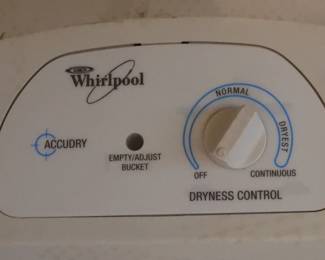 Whirlpool
ACCUDRY
EMPTY/ADJUST
BUCKET
NORMAL
DRYEST
OFF
CONTINUOUS
DRYNESS CONTROL